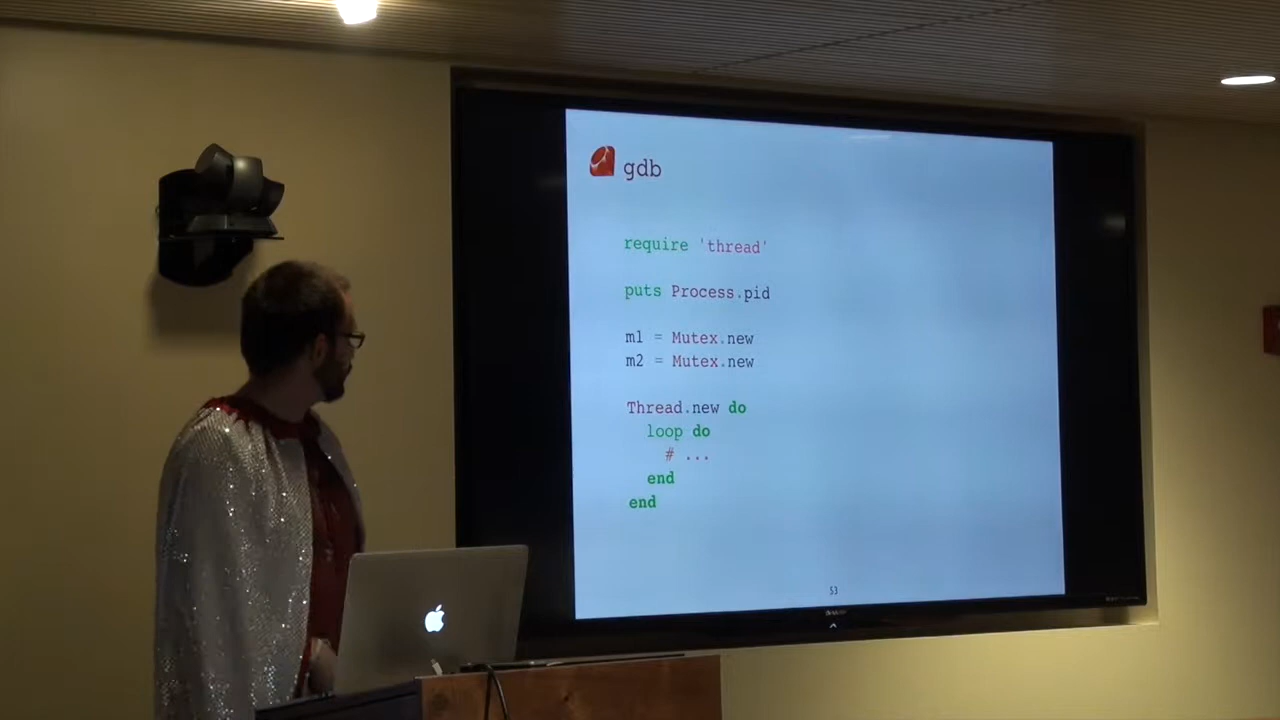 gdb
require 'thread'
puts Process.pid
m1 = Mutex.new
m2 = Mutex.new
Thread.new do
loop do
# ...
end
end
53